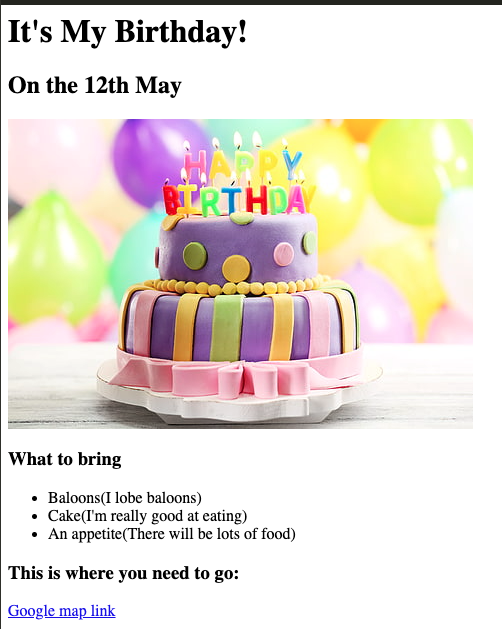 It's My Birthday!
On the 12th May
HAPPY
BIRTHDAY
What to bring
Baloons(I lobe baloons)
Cake(I'm really good at eating)
An appetite(There will be lots of food)
This is where you need to go:
Google map link